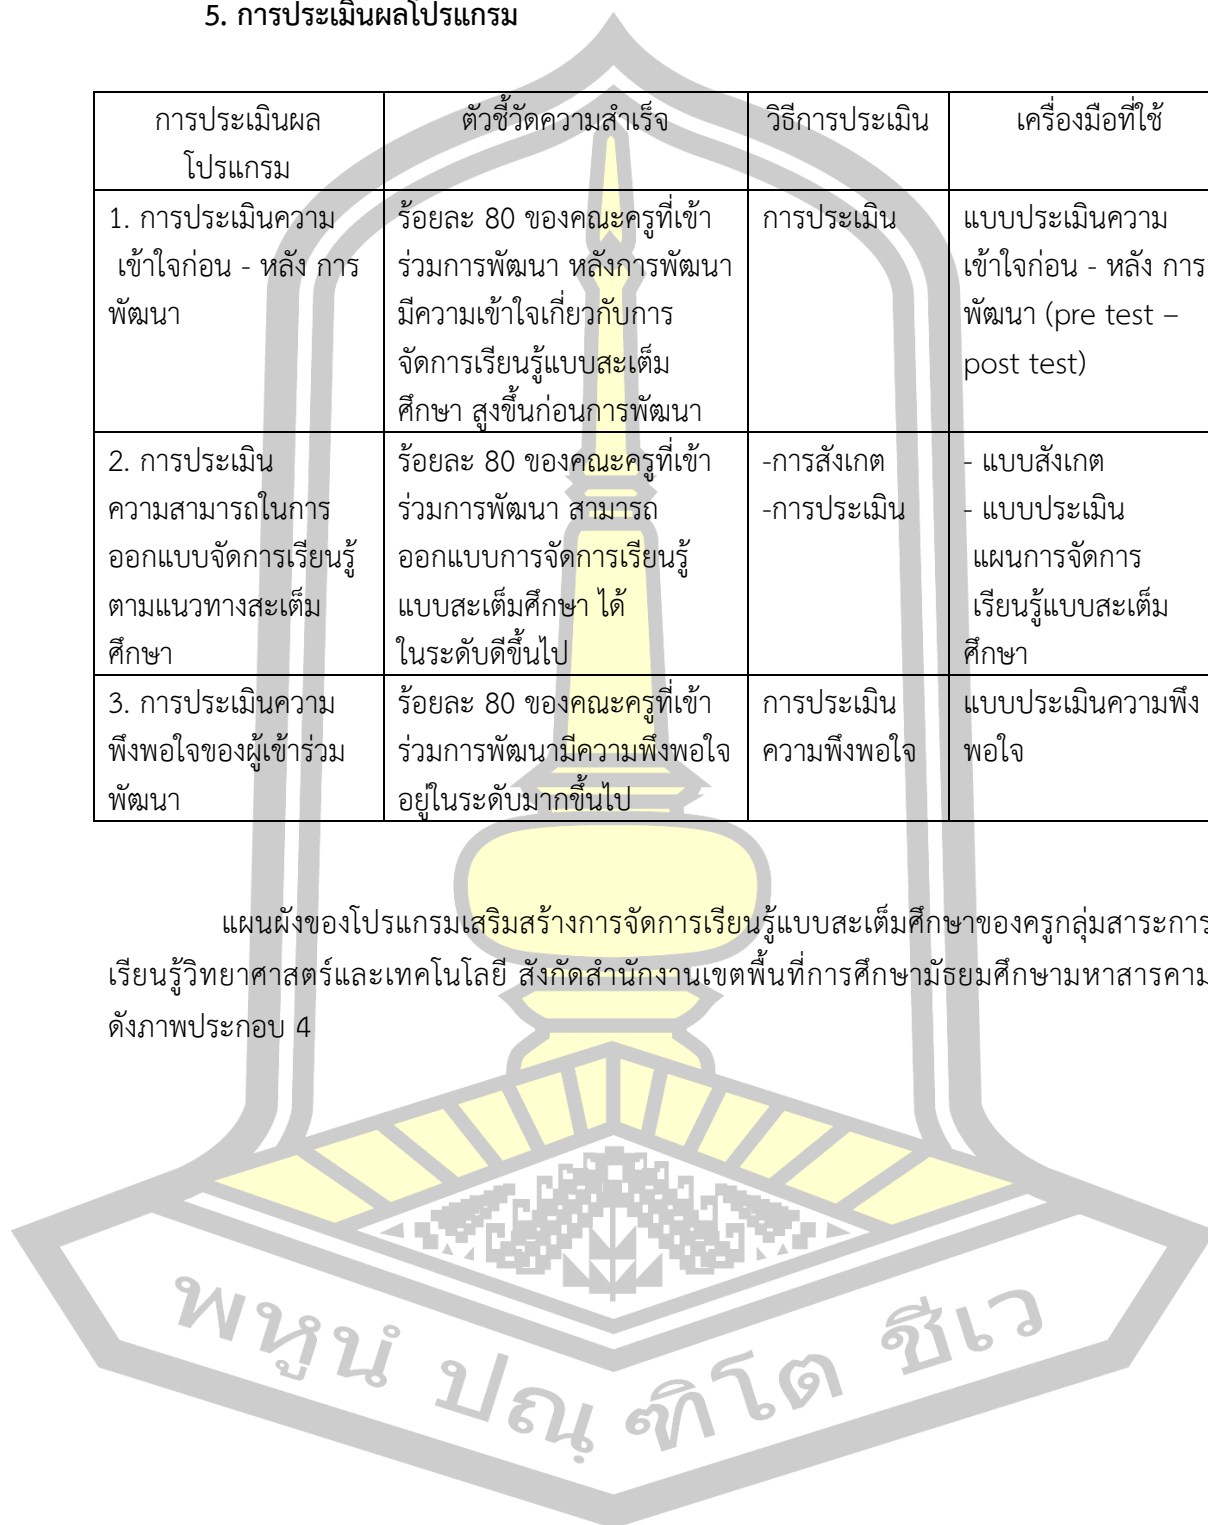 5. การประเมินผลโปรแกรม
การประเมินผล
โปรแกรม
ตัวชี้วัดความสำเร็จ
วิธีการประเมิน
เครื่องมือที่ใช้
1. การประเมินความ
เข้าใจก่อน - หลัง การ
พัฒนา
ร้อยละ 80 ของคณะครูที่เข้า
ร่วมการพัฒนา หลังการพัฒนา
มีความเข้าใจเกี่ยวกับการ
จัดการเรียนรู้แบบสะเต็ม
ศึกษา สูงขึ้นก่อนการพัฒนา
การประเมิน
แบบประเมินความ
เข้าใจก่อน - หลัง การ
พัฒนา (pre test –
post test)
2. การประเมิน
ความสามารถในการ
ออกแบบจัดการเรียนรู้
ตามแนวทางสะเต็ม
ศึกษา
ร้อยละ 80 ของคณะครูที่เข้า
ร่วมการพัฒนา สามารถ
ออกแบบการจัดการเรียนรู้
แบบสะเต็มศึกษา ได้
ในระดับดีขึ้นไป
-การสังเกต
-การประเมิน
- แบบสังเกต
- แบบประเมิน
แผนการจัดการ
เรียนรู้แบบสะเต็ม
ศึกษา
3. การประเมินความ
พึงพอใจของผู้เข้าร่วม
พัฒนา
ร้อยละ 80 ของคณะครูที่เข้า
ร่วมการพัฒนามีความพึงพอใจ
อยู่ในระดับมากขึ้นไป
การประเมิน
ความพึงพอใจ
แบบประเมินความพึง
พอใจ
แผนผังของโปรแกรมเสริมสร้างการจัดการเรียนรู้แบบสะเต็มศึกษาของครูกลุ่มสาระการ
เรียนรู้วิทยาศาสตร์และเทคโนโลยี สังกัดสำนักงานเขตพื้นที่การศึกษามัธยมศึกษามหาสารคาม
ดังภาพประกอบ 4
พหูนํ ปณฺฑิโต ชีเว